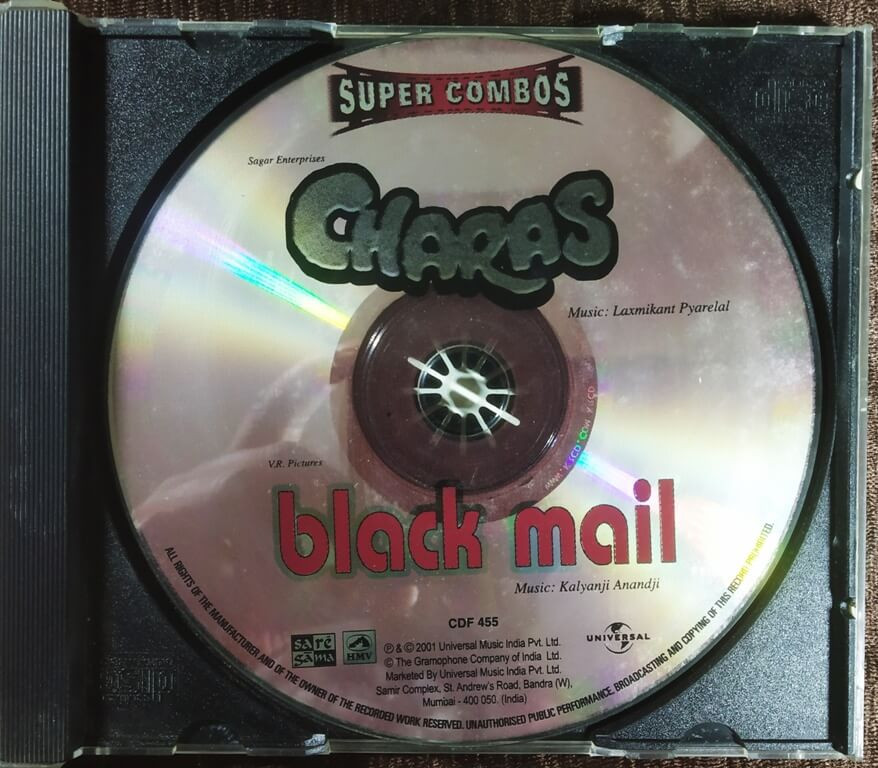 SUPER COMBOS
Sagar Enterprises
CHARAS
Music: Laxmikant Pyarelal
V.R. Pictures
black mail
Music: Kalyanji Anandji
CDF 455
sa rē gama
HMV
℗ & © 2001 Universal Music India Pvt. Ltd.
© The Gramophone Company of India Ltd.
Marketed By Universal Music India Pvt. Ltd.
Samir Complex, St. Andrew's Road, Bandra (W),
Mumbai - 400 050. (India)
UNIVERSAL
ALL RIGHTS OF THE MANUFACTURER AND OF THE OWNER OF THE RECORDED WORK RESERVED. UNAUTHORISED PUBLIC PERFORMANCE, BROADCASTING AND COPYING OF THIS RECORD PROHIBITED.